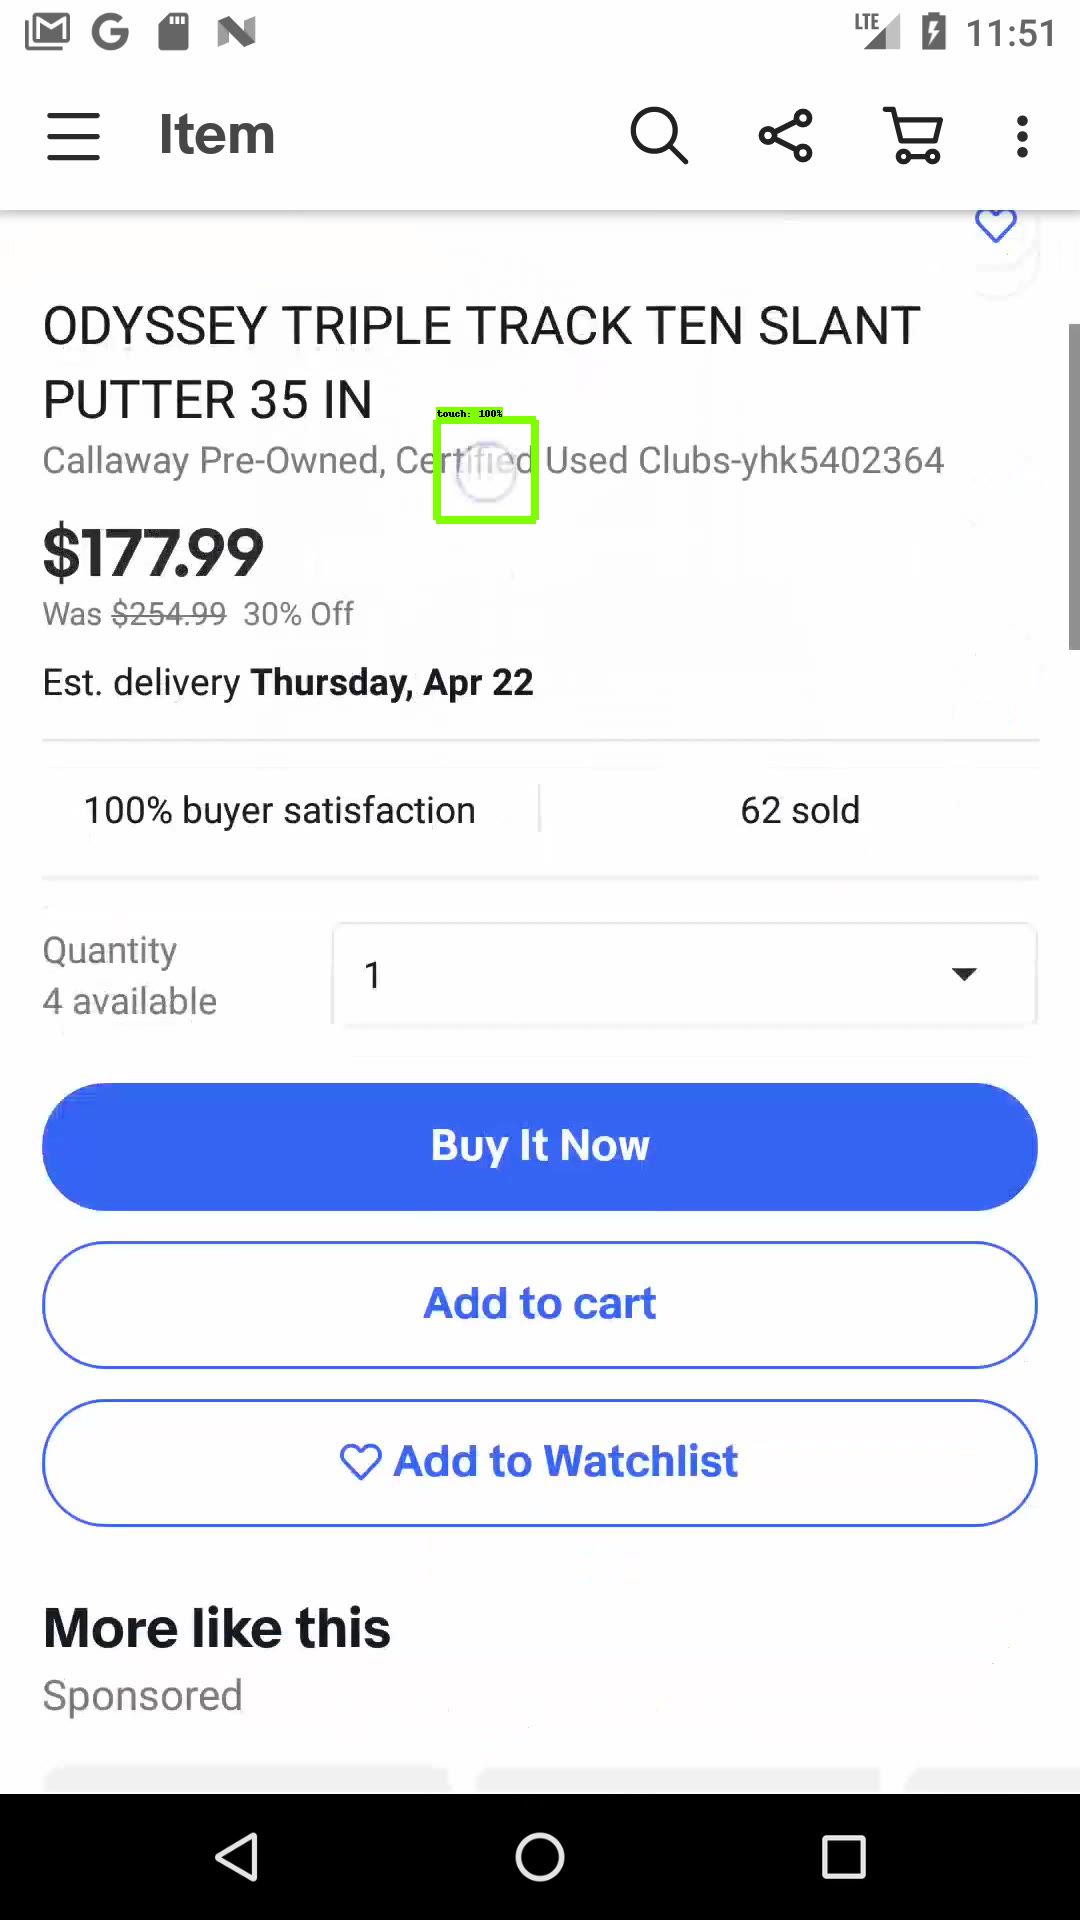 LTE 11:51
Item
ODYSSEY TRIPLE TRACK TEN SLANT
PUTTER 35 IN
touch: 100%
Callaway Pre-Owned, Certified Used Clubs-yhk5402364
$177.99
Was $254.99 30% Off
Est. delivery Thursday, Apr 22
100% buyer satisfaction
62 sold
Quantity
4 available
1
Buy It Now
Add to cart
Add to Watchlist
More like this
Sponsored